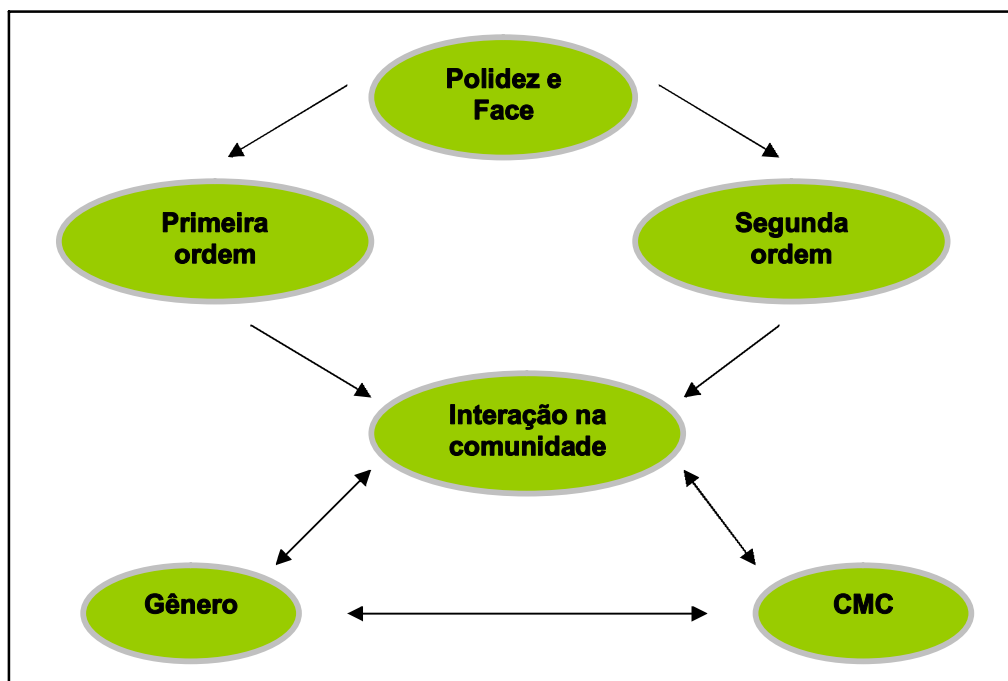 Polidez e
Face
Primeira
ordem
Segunda
ordem
Interação na
comunidade
Gênero
CMC